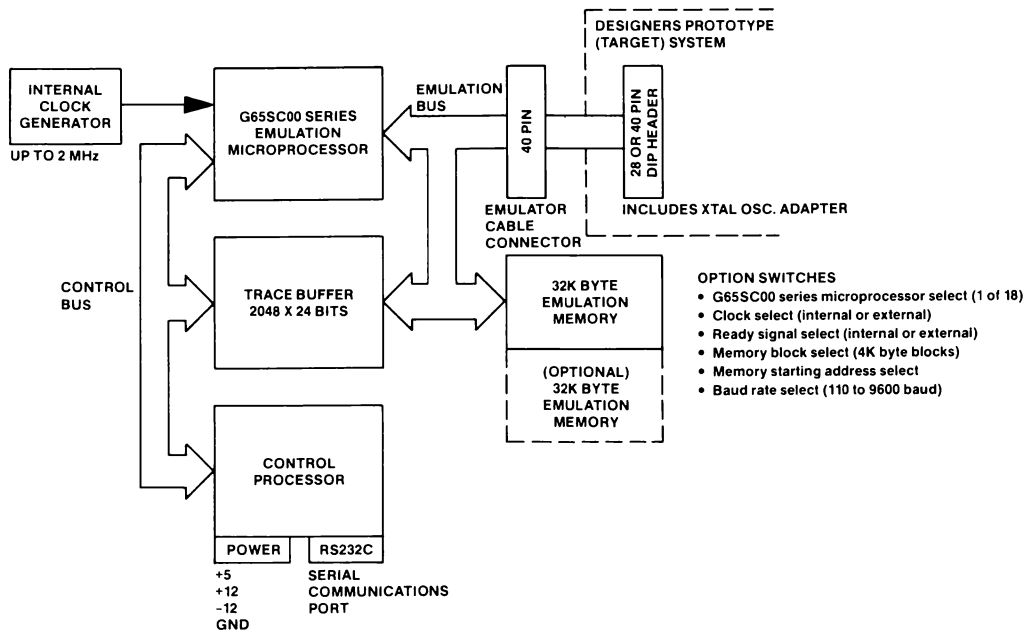 DESIGNERS PROTOTYPE
(TARGET) SYSTEM
INTERNAL
CLOCK
GENERATOR
UP TO 2 MHz
G65SC00 SERIES
EMULATION
MICROPROCESSOR
EMULATION
BUS
40 PIN
28 OR 40 PIN
DIP HEADER
EMULATOR
CABLE
CONNECTOR
INCLUDES XTAL OSC. ADAPTER
CONTROL
BUS
TRACE BUFFER
2048 X 24 BITS
32K BYTE
EMULATION
MEMORY
(OPTIONAL)
32K BYTE
EMULATION
MEMORY
OPTION SWITCHES
• G65SC00 series microprocessor select (1 of 18)
• Clock select (internal or external)
• Ready signal select (internal or external)
• Memory block select (4K byte blocks)
• Memory starting address select
• Baud rate select (110 to 9600 baud)
CONTROL
PROCESSOR
POWER
RS232C
+5
+12
−12
GND
SERIAL
COMMUNICATIONS
PORT